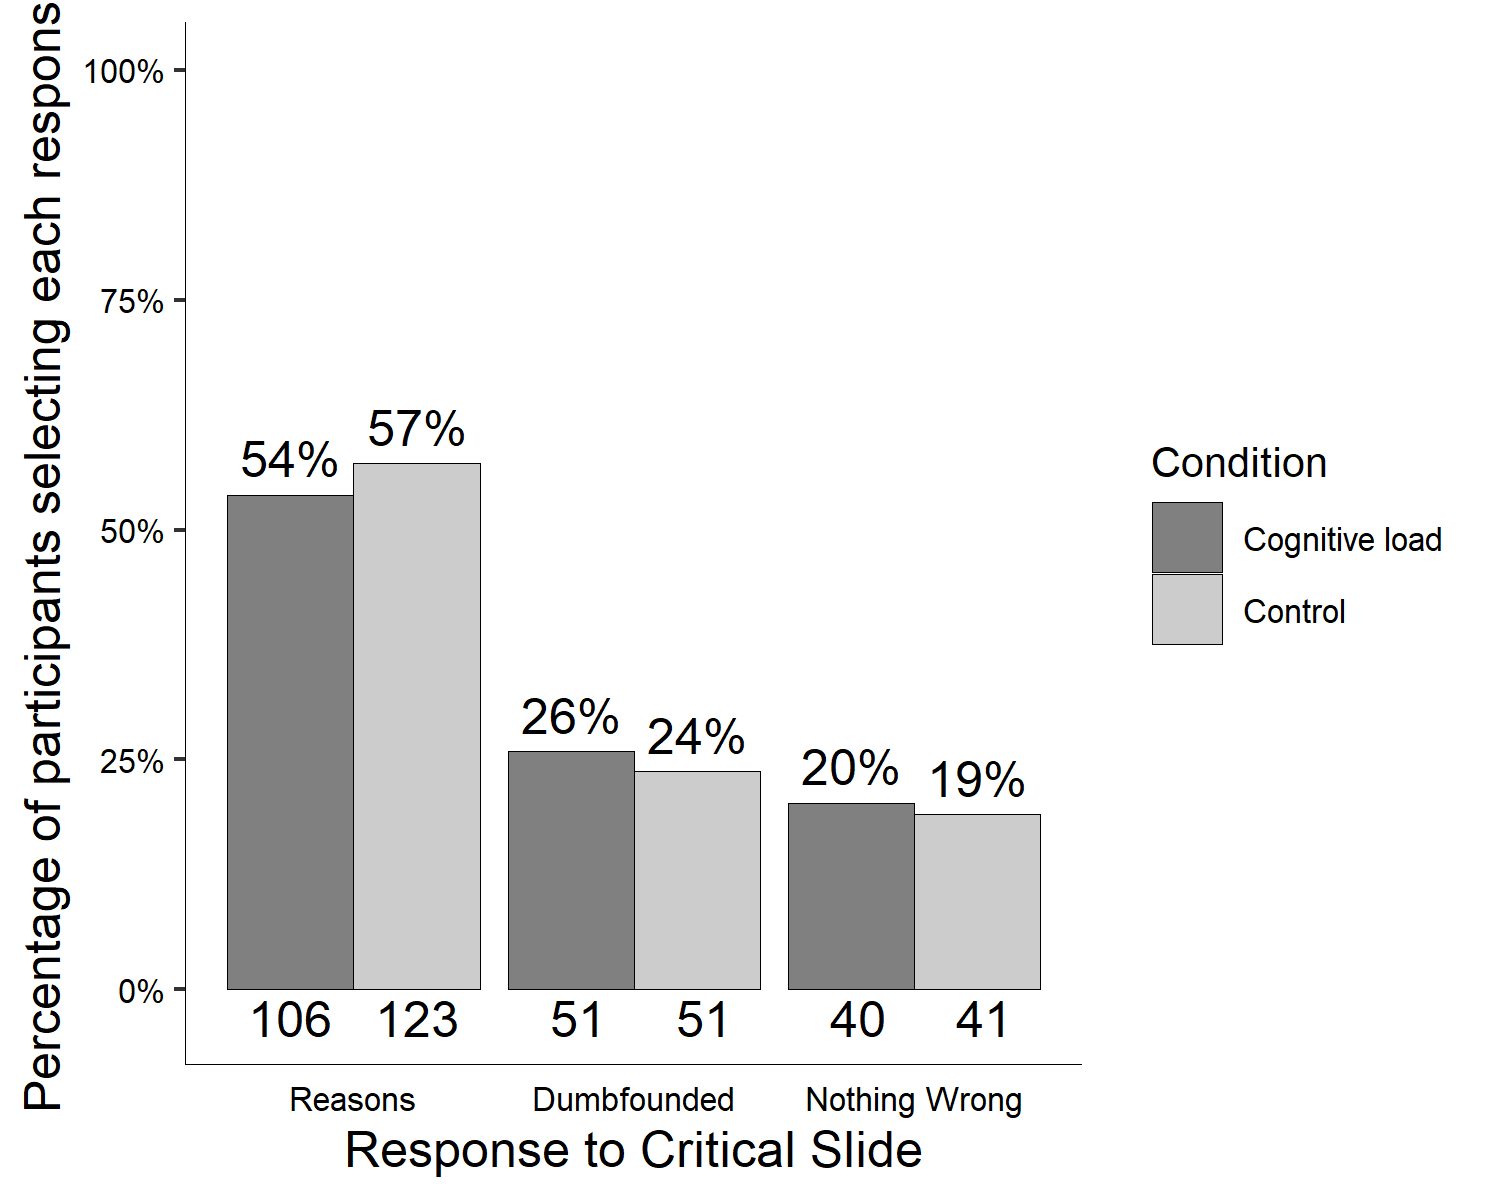 Percentage of participants selecting each respons
100%
75%
50%
25%
0%
54%
57%
26%
24%
20%
19%
106
123
51
51
40
41
Reasons
Dumbfounded
Nothing Wrong
Response to Critical Slide
Condition
Cognitive load
Control